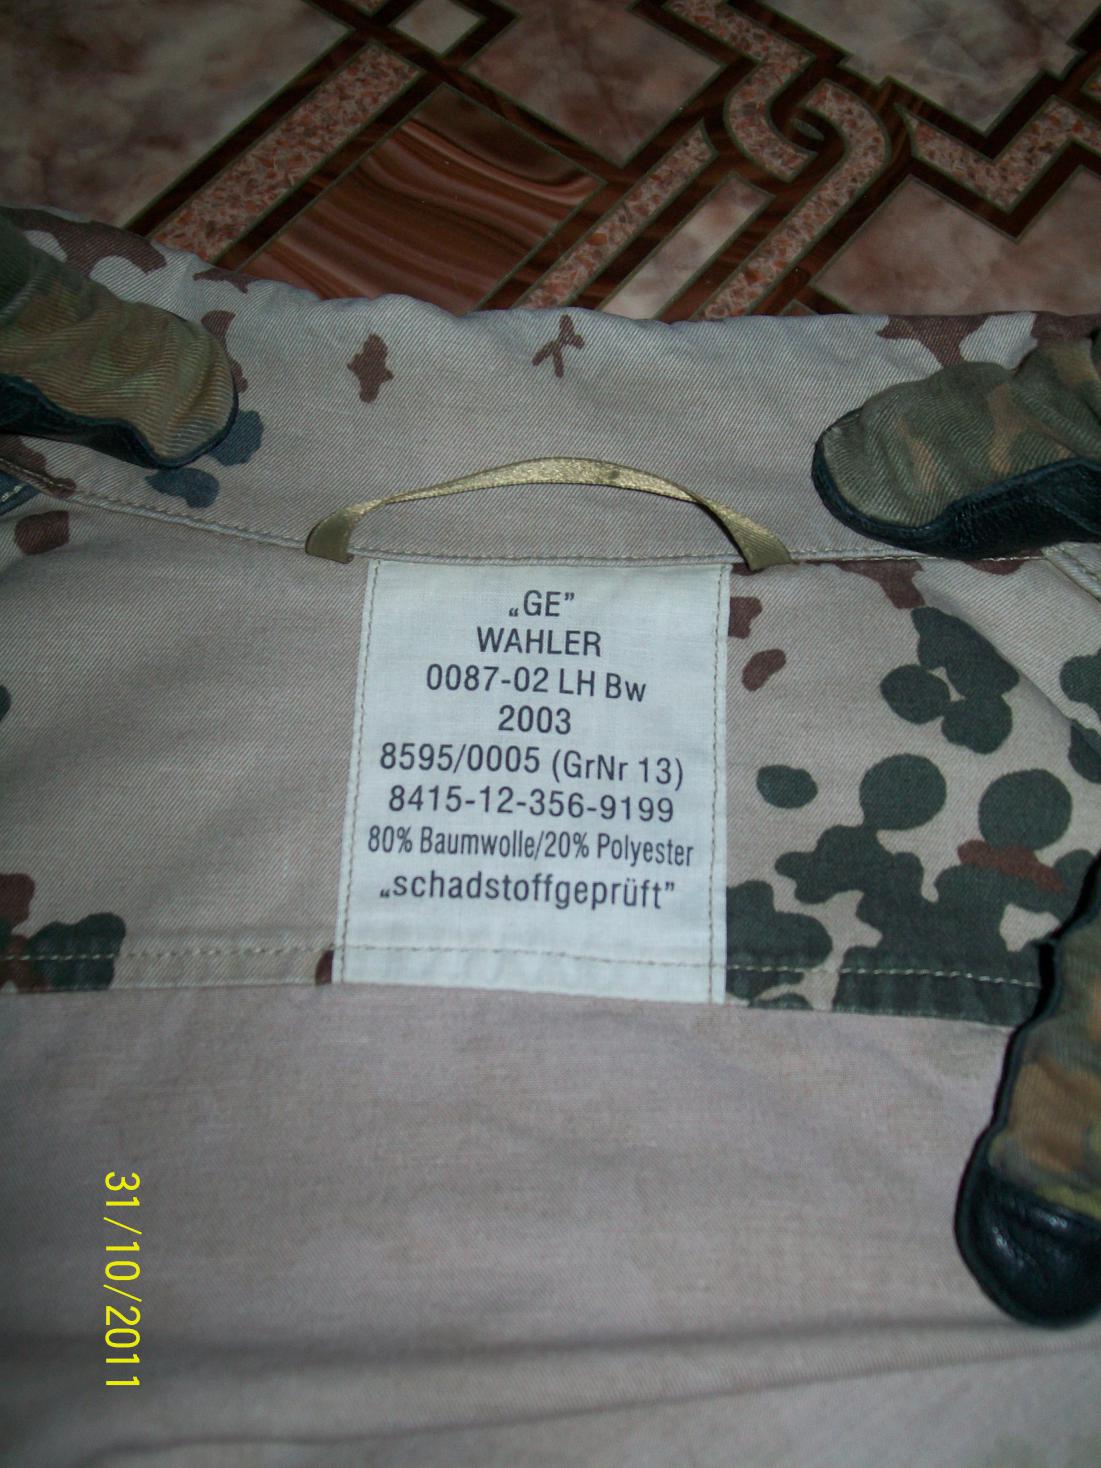 „GE”
WAHLER
0087-02 LH Bw
2003
8595/0005 (GrNr 13)
8415-12-356-9199
80% Baumwolle/20% Polyester
„schadstoffgeprüft”
31/10/2011